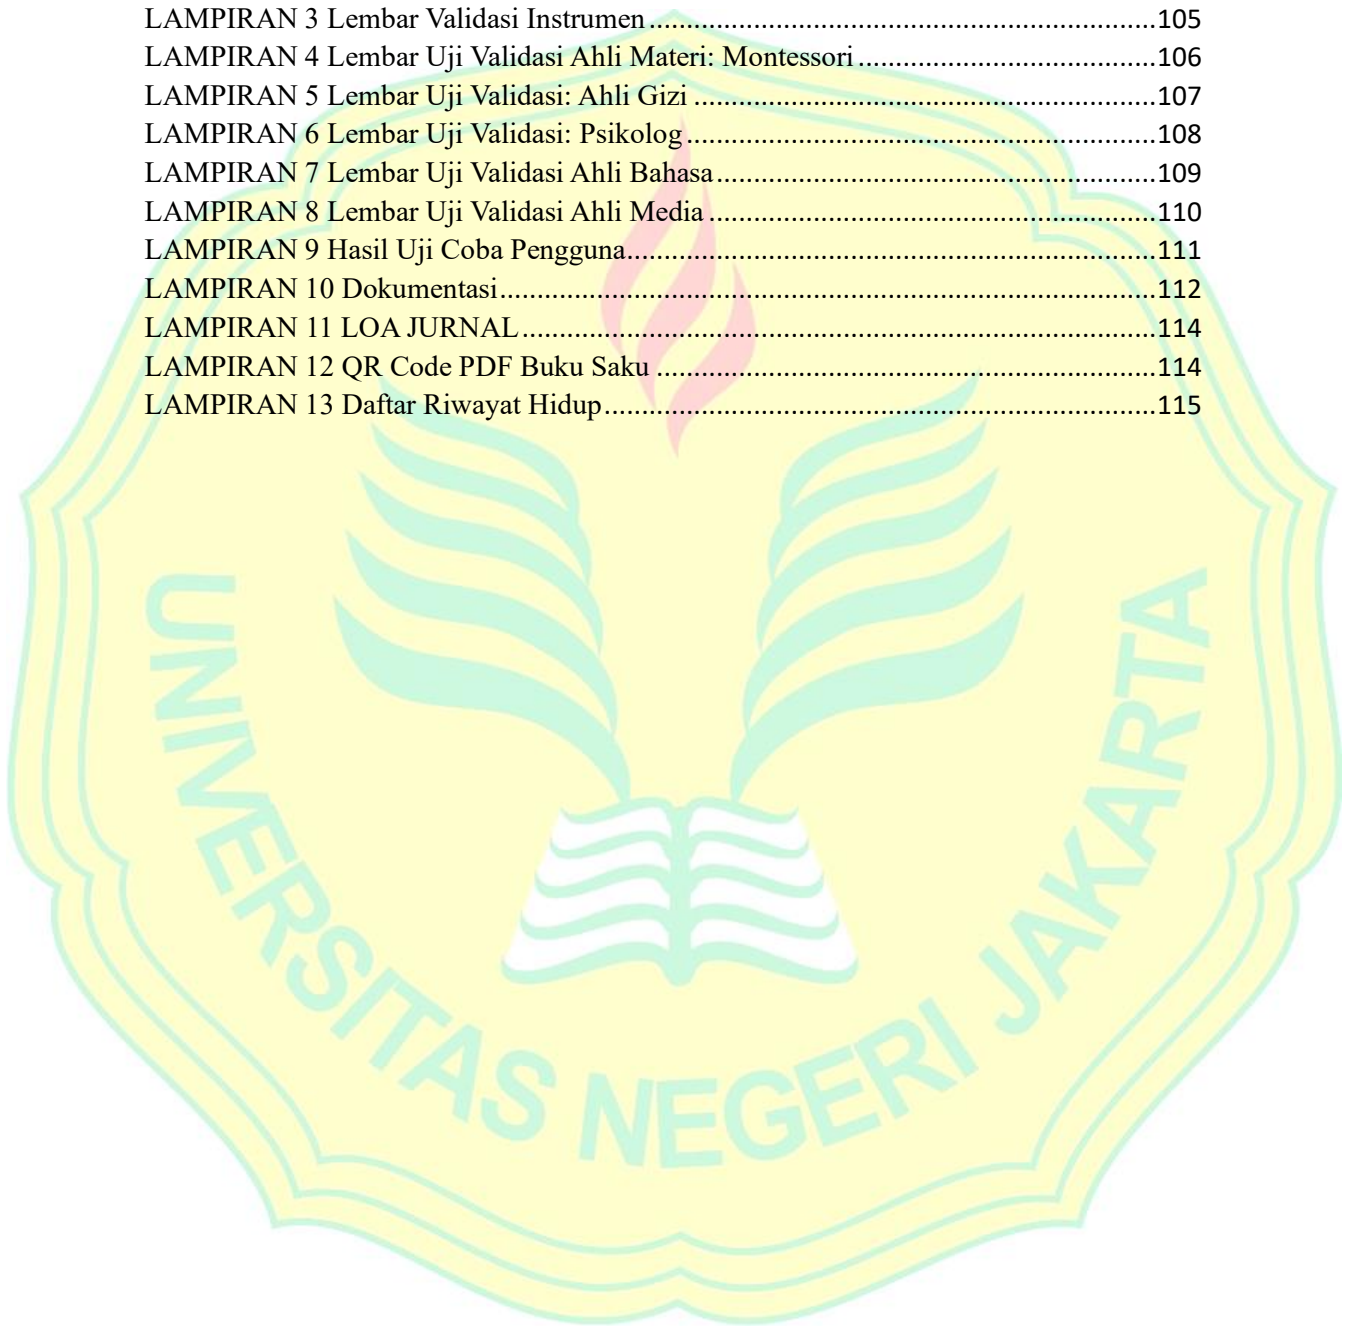 LAMPIRAN 3 Lembar Validasi Instrumen....................................................................105
LAMPIRAN 4 Lembar Uji Validasi Ahli Materi: Montessori........................................106
LAMPIRAN 5 Lembar Uji Validasi: Ahli Gizi..............................................................107
LAMPIRAN 6 Lembar Uji Validasi: Psikolog...............................................................108
LAMPIRAN 7 Lembar Uji Validasi Ahli Bahasa...........................................................109
LAMPIRAN 8 Lembar Uji Validasi Ahli Media............................................................110
LAMPIRAN 9 Hasil Uji Coba Pengguna.......................................................................111
LAMPIRAN 10 Dokumentasi........................................................................................112
LAMPIRAN 11 LOA JURNAL.....................................................................................114
LAMPIRAN 12 QR Code PDF Buku Saku...................................................................114
LAMPIRAN 13 Daftar Riwayat Hidup..........................................................................115
UNIVERSITAS NEGERI JAKARTA